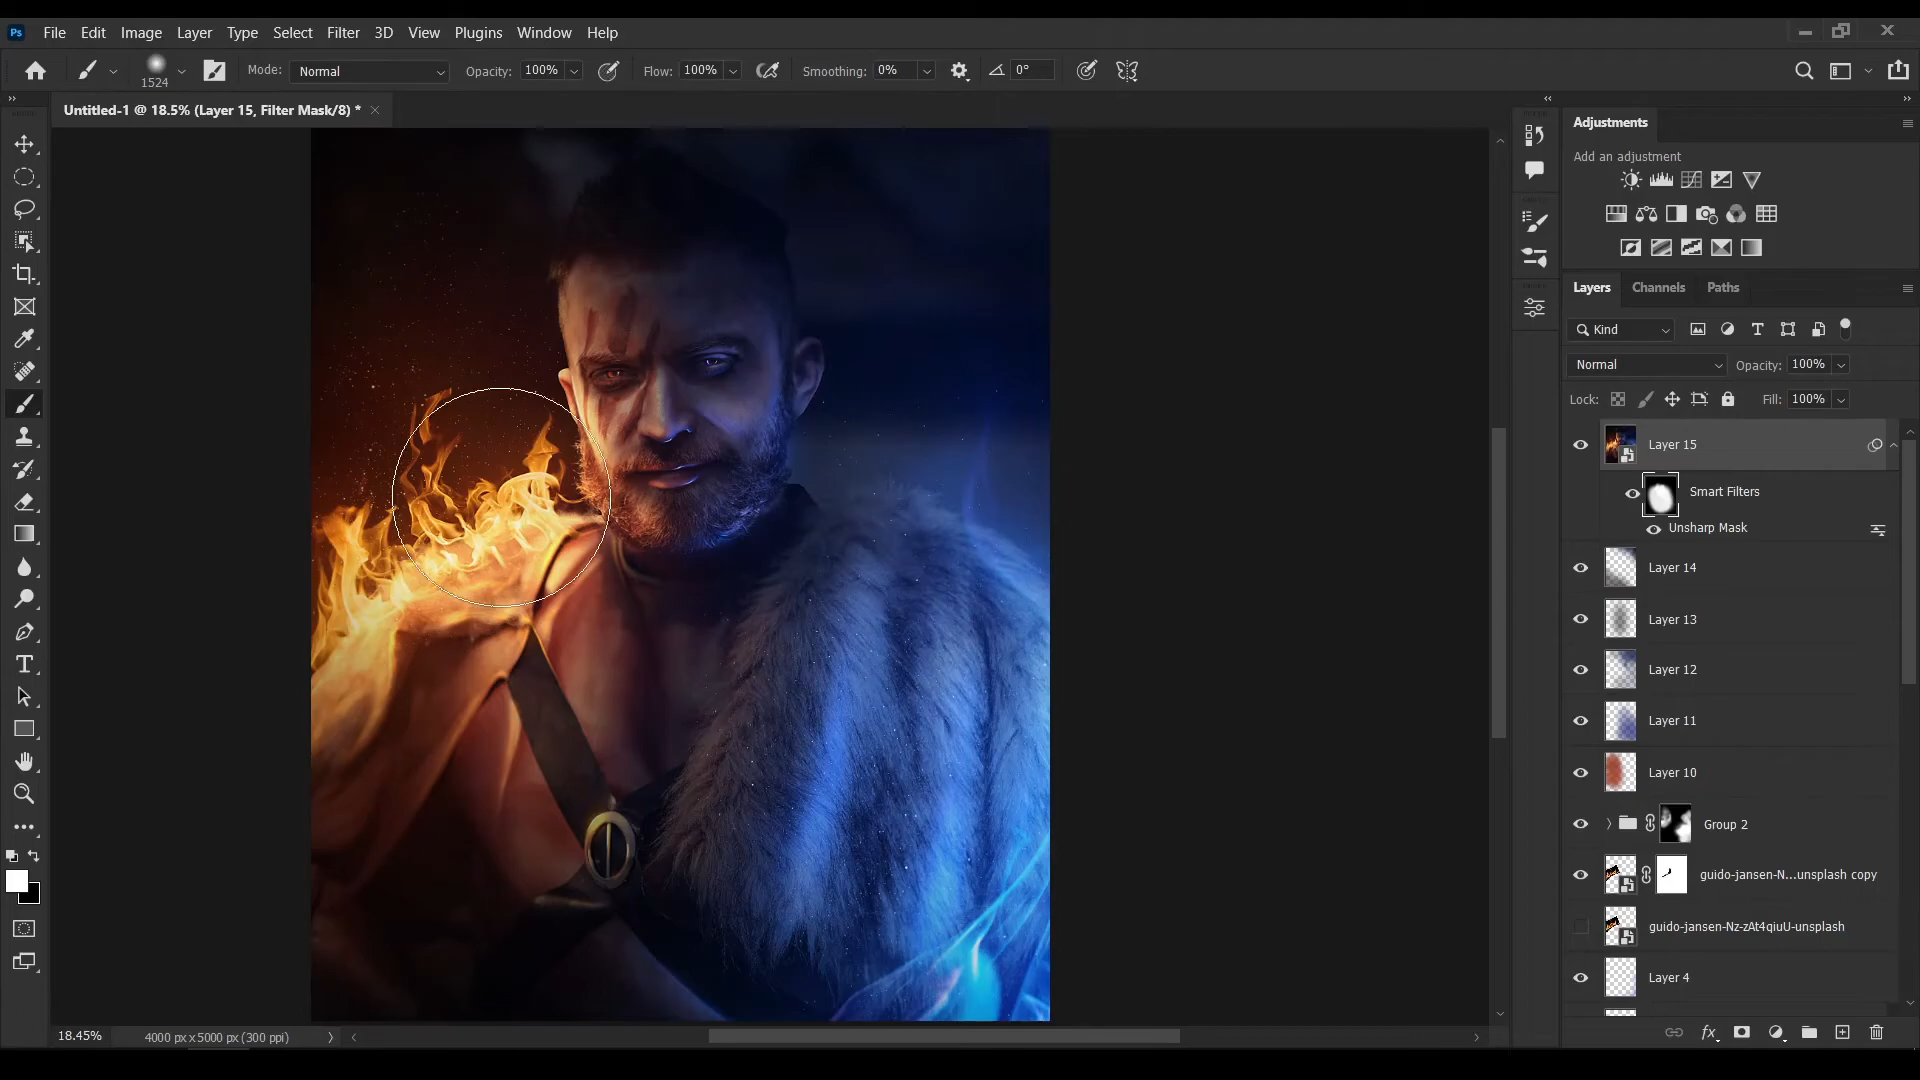 Ps File Edit Image Layer Type Select Filter 3D View Plugins Window Help
1524 Mode: Normal Opacity: 100% Flow: 100% Smoothing: 0% 0°
Untitled-1 @ 18.5% (Layer 15, Filter Mask/8) *
Adjustments
Add an adjustment
Layers Channels Paths
Kind
Normal Opacity: 100%
Lock: Fill: 100%
Layer 15
Smart Filters
Unsharp Mask
Layer 14
Layer 13
Layer 12
Layer 11
Layer 10
Group 2
guido-jansen-N...unsplash copy
guido-jansen-Nz-zAt4qiuU-unsplash
Layer 4
fx
18.45% 4000 px x 5000 px (300 ppi)